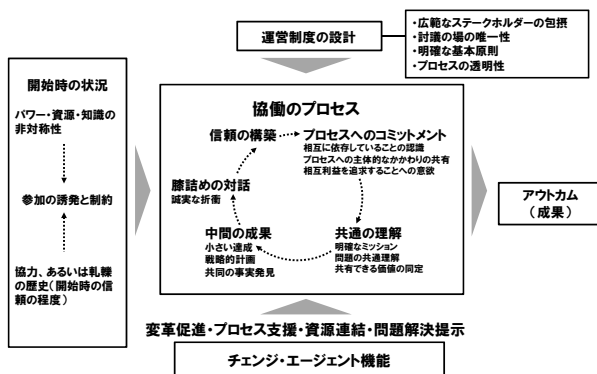 運営制度の設計
・広範なステークホルダーの包摂
・討議の場の唯一性
・明確な基本原則
・プロセスの透明性
開始時の状況
パワー・資源・知識の
非対称性
参加の誘発と制約
協力、あるいは軋轢
の歴史(開始時の信
頼の程度)
協働のプロセス
信頼の構築
プロセスへのコミットメント
相互に依存していることの認識
プロセスへの主体的なかかわりの共有
相互利益を追求することへの意欲
膝詰めの対話
誠実な折衝
中間の成果
小さい達成
戦略的計画
共同の事実発見
共通の理解
明確なミッション
問題の共通理解
共有できる価値の同定
アウトカム
(成果)
変革促進・プロセス支援・資源連結・問題解決提示
チェンジ・エージェント機能